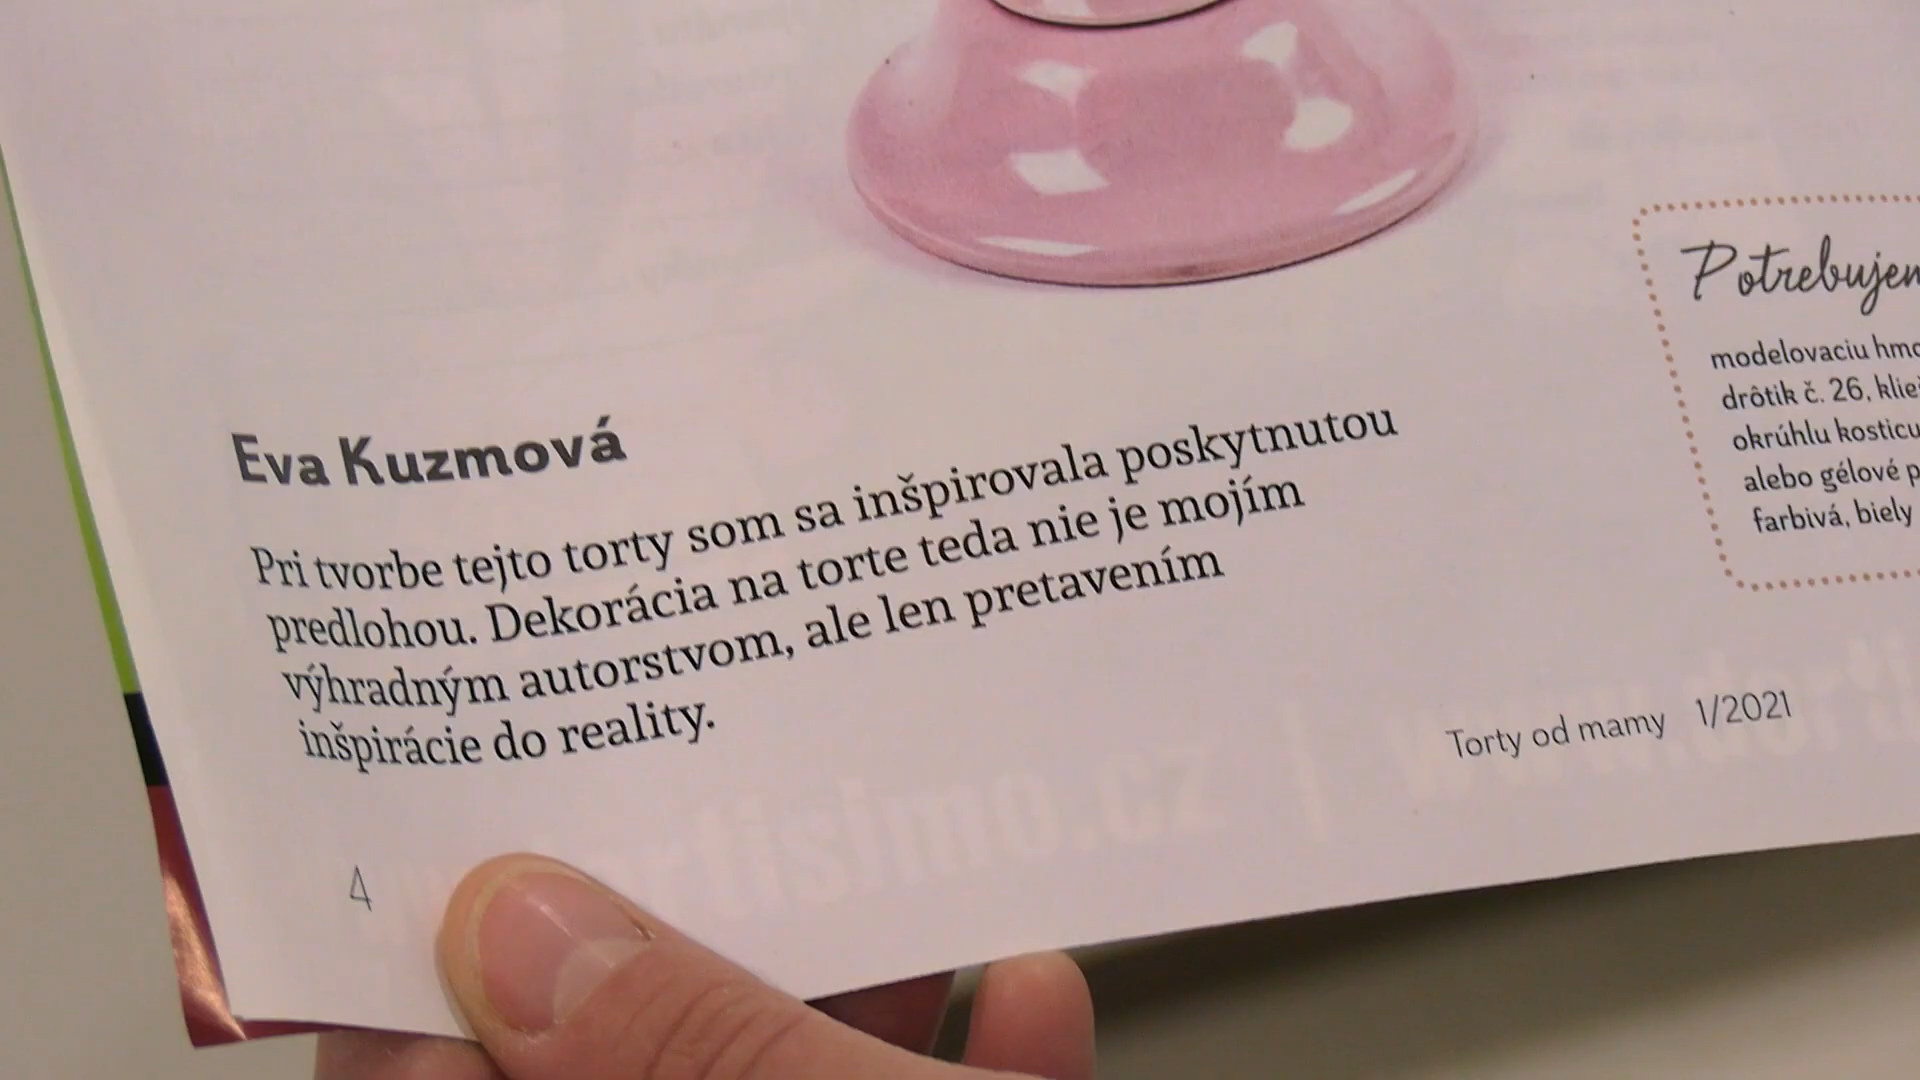 Eva Kuzmová
Pri tvorbe tejto torty som sa inšpirovala poskytnutou
predlohou. Dekorácia na torte teda nie je mojím
výhradným autorstvom, ale len pretavením
inšpirácie do reality.
Potrebujem
modelovaciu hmo
drôtik č. 26, klie
okrúhlu kosticu
alebo gélové p
farbivá, biely
Torty od mamy 1/2021
4